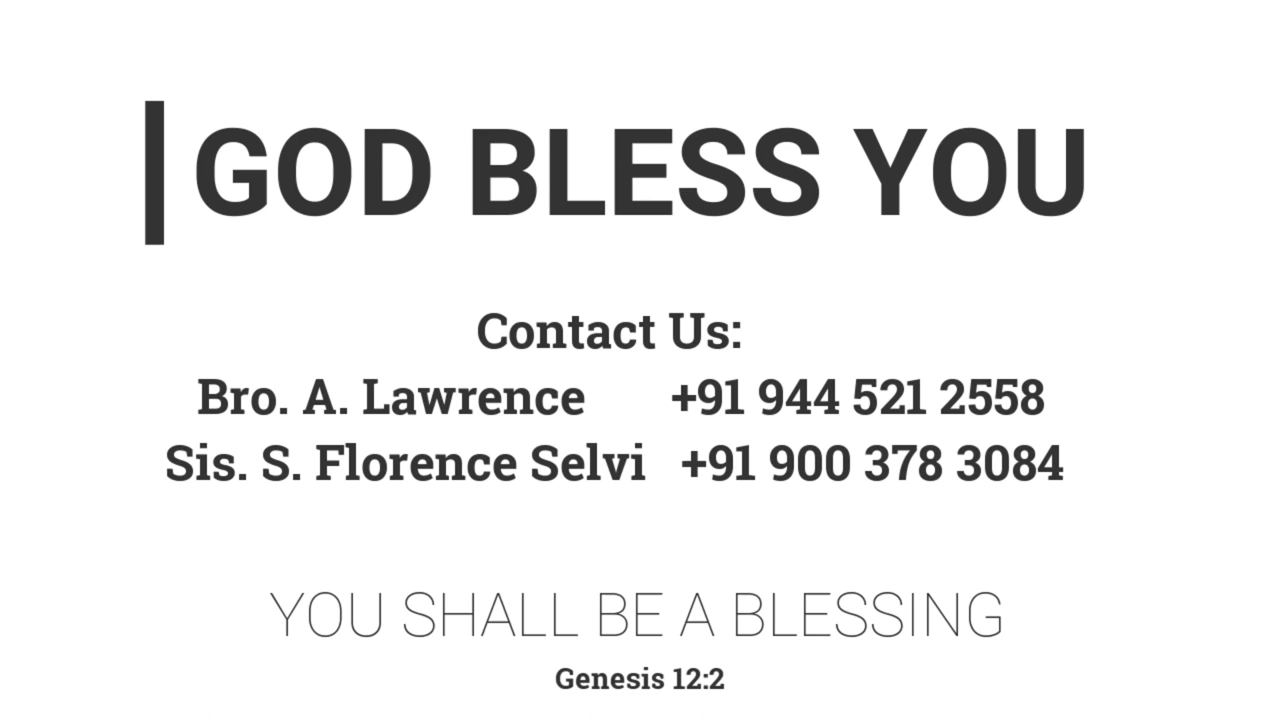 GOD BLESS YOU
Contact Us:
Bro. A. Lawrence +91 944 521 2558
Sis. S. Florence Selvi +91 900 378 3084
YOU SHALL BE A BLESSING
Genesis 12:2